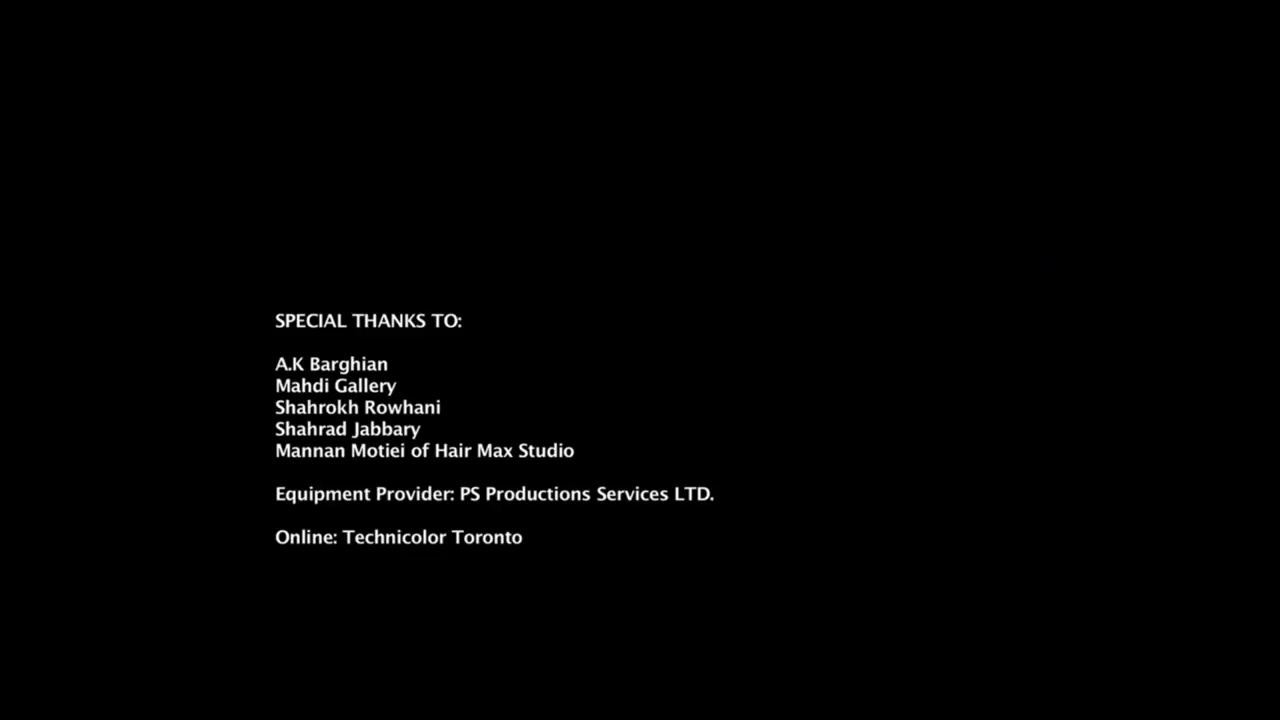 SPECIAL THANKS TO:
A.K Barghian
Mahdi Gallery
Shahrokh Rowhani
Shahrad Jabbary
Mannan Motiei of Hair Max Studio
Equipment Provider: PS Productions Services LTD.
Online: Technicolor Toronto